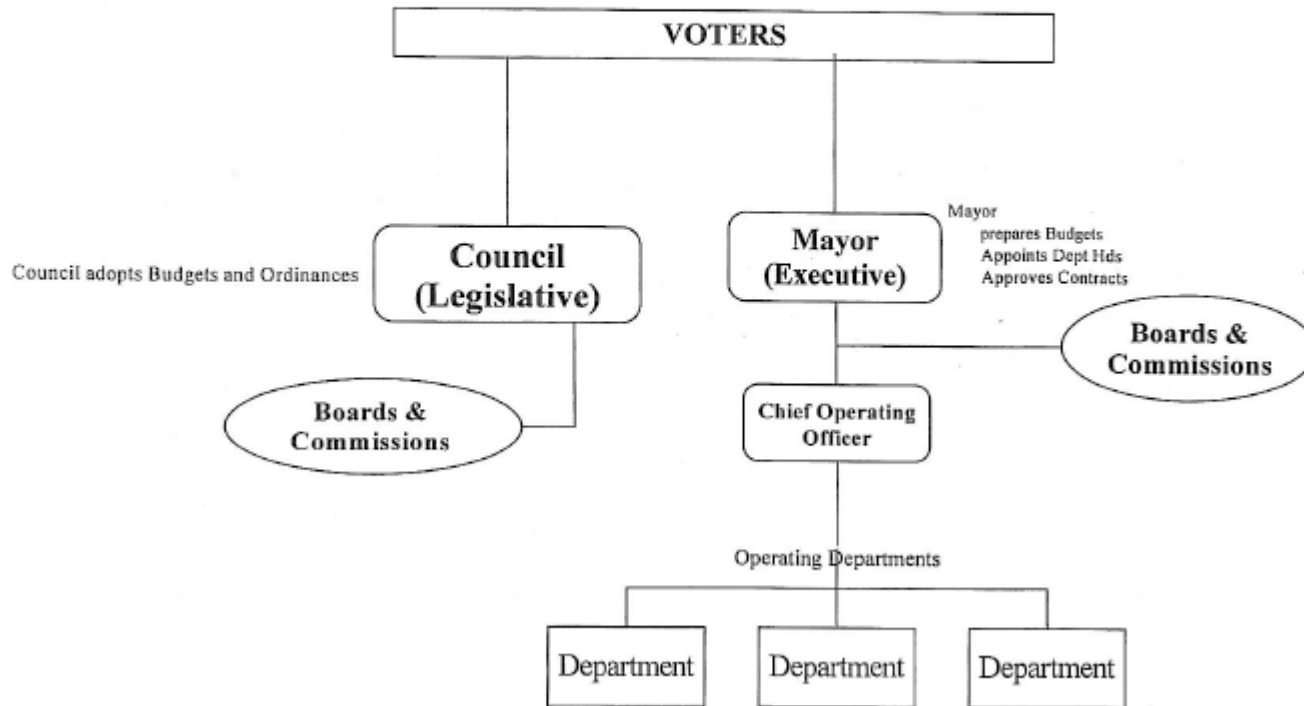 VOTERS
Council
(Legislative)
Council adopts Budgets and Ordinances
Boards &
Commissions
Mayor
(Executive)
Mayor
prepares Budgets
Appoints Dept Hds
Approves Contracts
Boards &
Commissions
Chief Operating
Officer
Operating Departments
Department
Department
Department